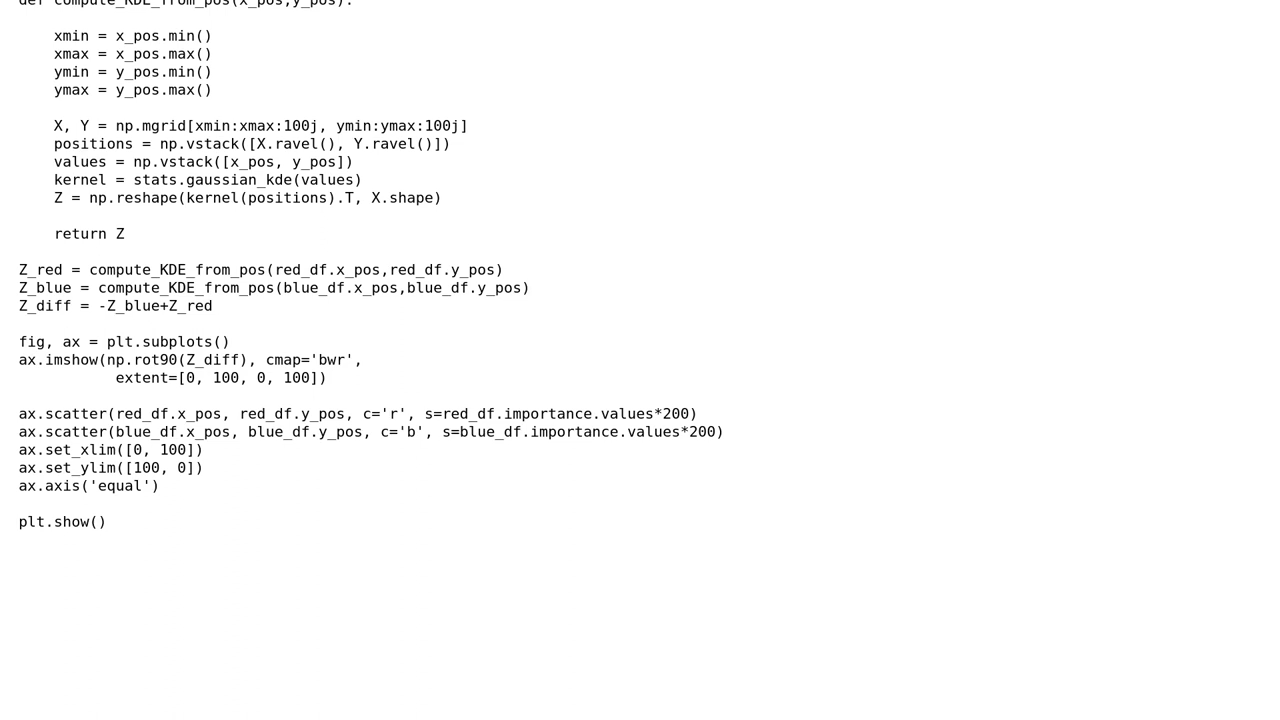 def compute_KDE_from_pos(x_pos,y_pos):
xmin = x_pos.min()
xmax = x_pos.max()
ymin = y_pos.min()
ymax = y_pos.max()
X, Y = np.mgrid[xmin:xmax:100j, ymin:ymax:100j]
positions = np.vstack([X.ravel(), Y.ravel()])
values = np.vstack([x_pos, y_pos])
kernel = stats.gaussian_kde(values)
Z = np.reshape(kernel(positions).T, X.shape)
return Z
Z_red = compute_KDE_from_pos(red_df.x_pos,red_df.y_pos)
Z_blue = compute_KDE_from_pos(blue_df.x_pos,blue_df.y_pos)
Z_diff = -Z_blue+Z_red
fig, ax = plt.subplots()
ax.imshow(np.rot90(Z_diff), cmap='bwr',
extent=[0, 100, 0, 100])
ax.scatter(red_df.x_pos, red_df.y_pos, c='r', s=red_df.importance.values*200)
ax.scatter(blue_df.x_pos, blue_df.y_pos, c='b', s=blue_df.importance.values*200)
ax.set_xlim([0, 100])
ax.set_ylim([100, 0])
ax.axis('equal')
plt.show()